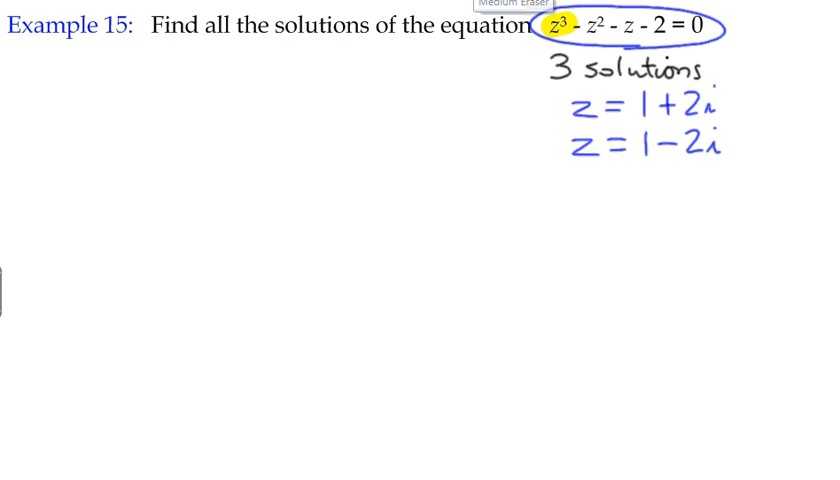 Medium Eraser
Example 15: Find all the solutions of the equation z³ - z² - z - 2 = 0
3 solutions
z = 1 + 2i
z = 1 - 2i